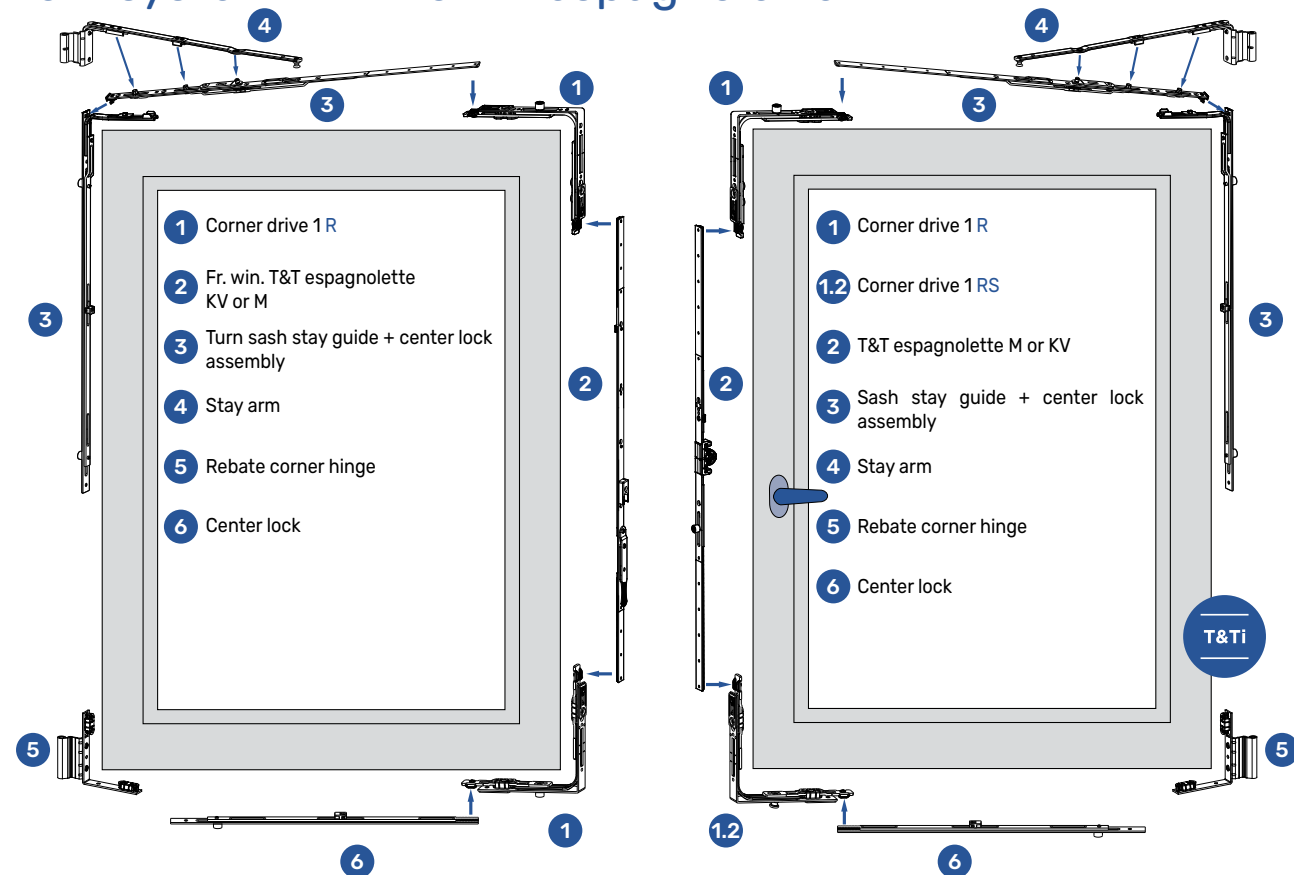 4
4
3
1
1
3
1 Corner drive 1 R
2 Fr. win. T&T espagnolette
KV or M
3 Turn sash stay guide + center lock
assembly
4 Stay arm
5 Rebate corner hinge
6 Center lock
3
2
5
6
1
1 Corner drive 1 R
1.2 Corner drive 1 RS
2 T&T espagnolette M or KV
3 Sash stay guide + center lock
assembly
4 Stay arm
5 Rebate corner hinge
6 Center lock
2
3
T&Ti
5
1.2
6